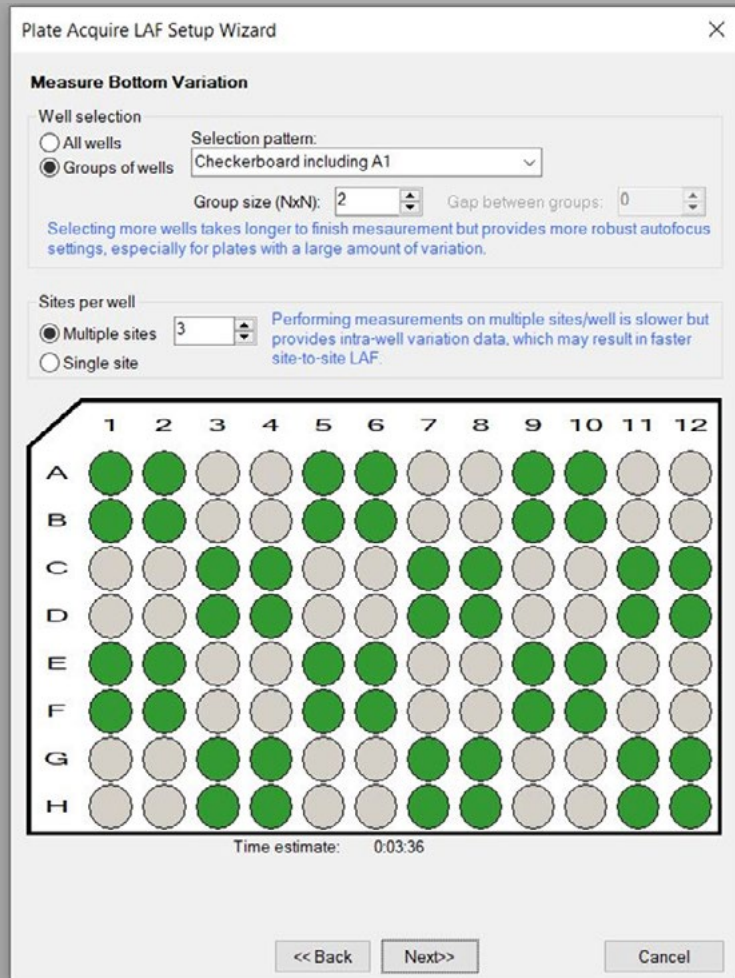 Plate Acquire LAF Setup Wizard
Measure Bottom Variation
Well selection
All wells
Selection pattern:
Groups of wells
Checkerboard including A1
Group size (NxN): 2 Gap between groups: 0
Selecting more wells takes longer to finish mesaurement but provides more robust autofocus
settings, especially for plates with a large amount of variation.
Sites per well
Multiple sites 3
Single site
Performing measurements on multiple sites/well is slower but
provides intra-well variation data, which may result in faster
site-to-site LAF.
1 2 3 4 5 6 7 8 9 10 11 12
A
B
C
D
E
F
G
H
Time estimate: 0:03:36
<< Back Next>> Cancel